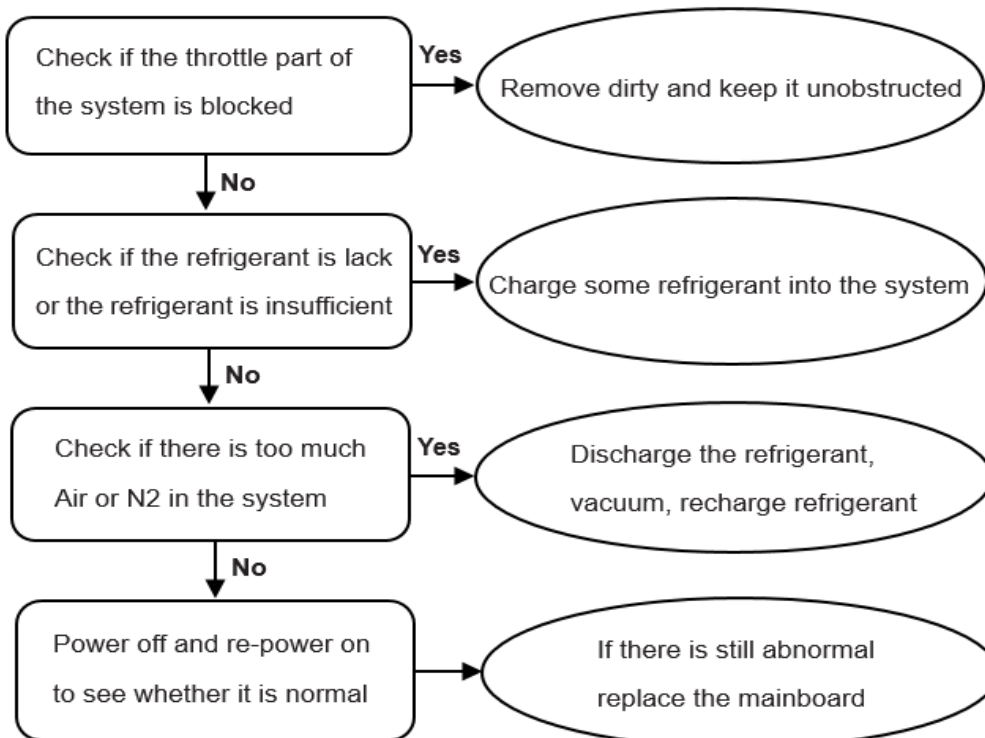 Check if the throttle part of
the system is blocked
Yes
Remove dirty and keep it unobstructed
No
Check if the refrigerant is lack
or the refrigerant is insufficient
Yes
Charge some refrigerant into the system
No
Check if there is too much
Air or N2 in the system
Yes
Discharge the refrigerant,
vacuum, recharge refrigerant
No
Power off and re-power on
to see whether it is normal
If there is still abnormal
replace the mainboard